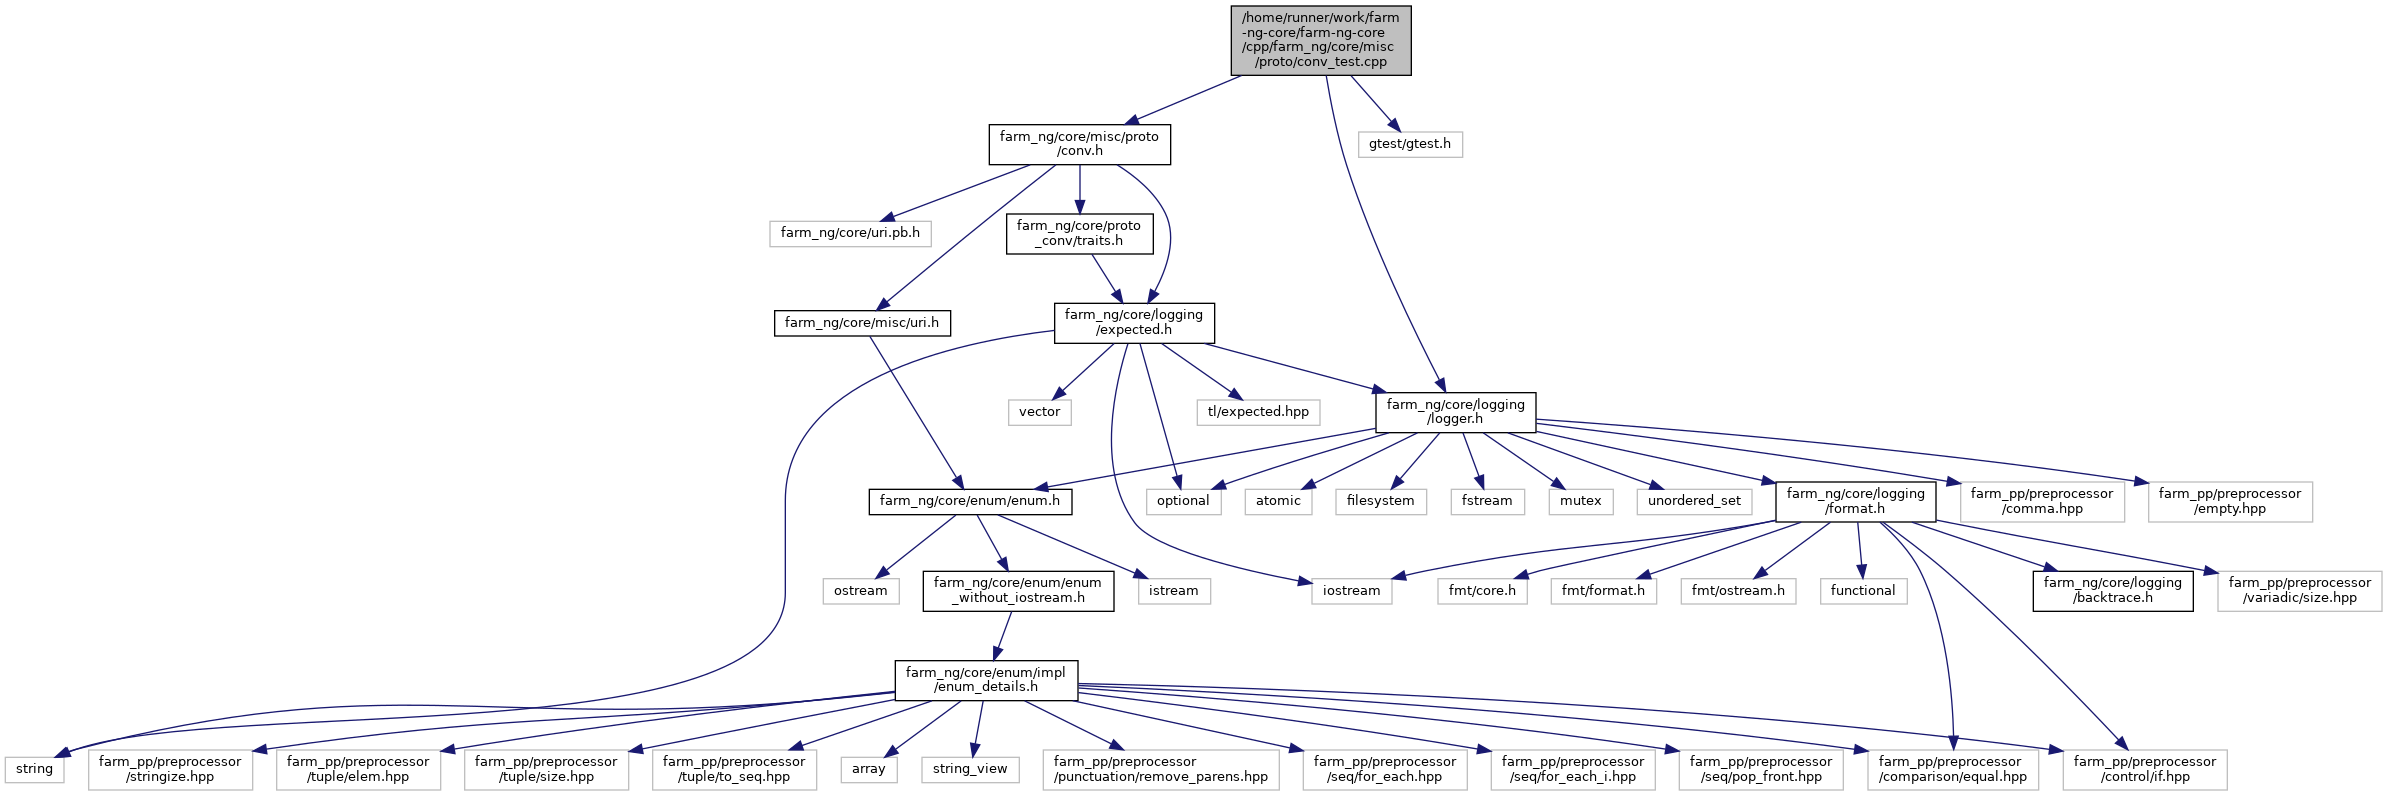 /home/runner/work/farm
-ng-core/farm-ng-core
/cpp/farm_ng/core/misc
/proto/conv_test.cpp
farm_ng/core/misc/proto
/conv.h
gtest/gtest.h
farm_ng/core/uri.pb.h
farm_ng/core/proto
_conv/traits.h
farm_ng/core/misc/uri.h
farm_ng/core/logging
/expected.h
vector
tl/expected.hpp
farm_ng/core/logging
/logger.h
farm_ng/core/enum/enum.h
optional
atomic
filesystem
fstream
mutex
unordered_set
farm_ng/core/logging
/format.h
farm_pp/preprocessor
/comma.hpp
farm_pp/preprocessor
/empty.hpp
ostream
farm_ng/core/enum/enum
_without_iostream.h
istream
iostream
fmt/core.h
fmt/format.h
fmt/ostream.h
functional
farm_ng/core/logging
/backtrace.h
farm_pp/preprocessor
/variadic/size.hpp
farm_ng/core/enum/impl
/enum_details.h
string
farm_pp/preprocessor
/stringize.hpp
farm_pp/preprocessor
/tuple/elem.hpp
farm_pp/preprocessor
/tuple/size.hpp
farm_pp/preprocessor
/tuple/to_seq.hpp
array
string_view
farm_pp/preprocessor
/punctuation/remove_parens.hpp
farm_pp/preprocessor
/seq/for_each.hpp
farm_pp/preprocessor
/seq/for_each_i.hpp
farm_pp/preprocessor
/seq/pop_front.hpp
farm_pp/preprocessor
/comparison/equal.hpp
farm_pp/preprocessor
/control/if.hpp